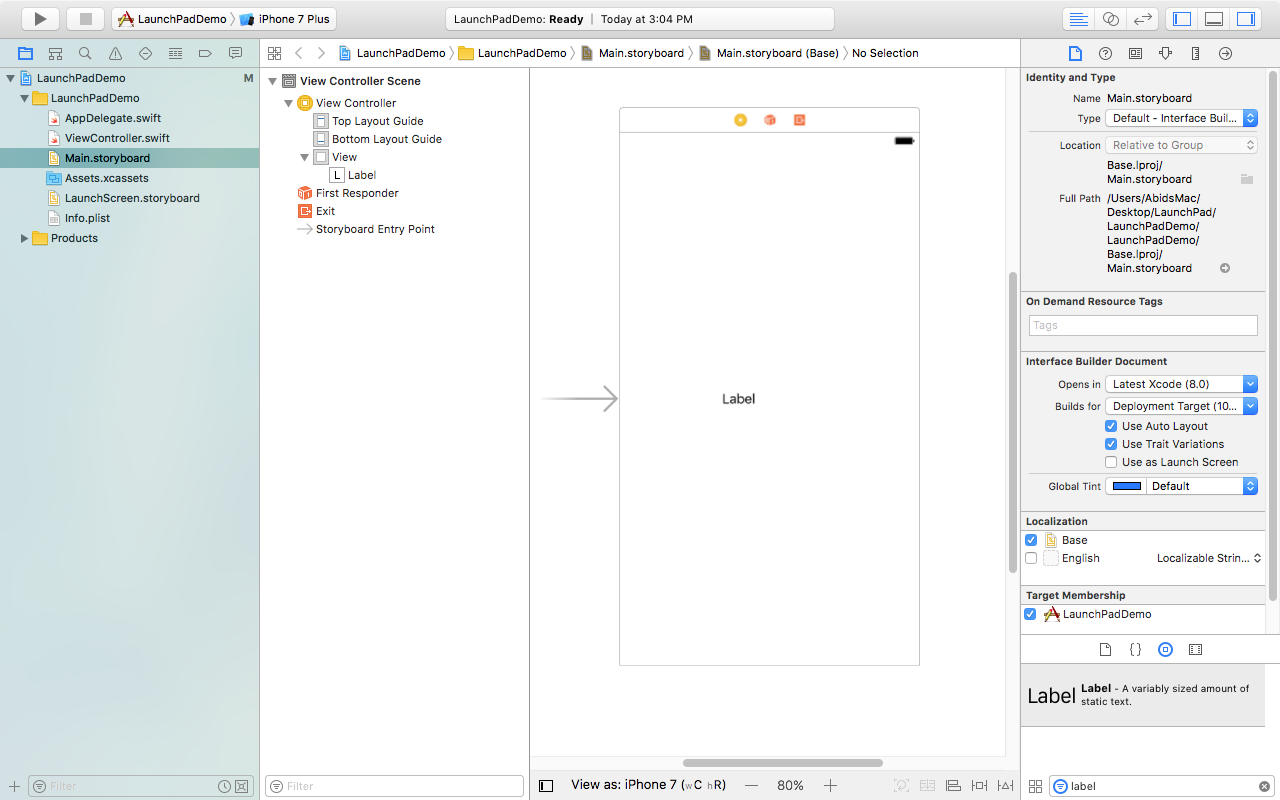 LaunchPadDemo iPhone 7 Plus
LaunchPadDemo: Ready | Today at 3:04 PM
LaunchPadDemo LaunchPadDemo Main.storyboard Main.storyboard (Base) No Selection
LaunchPadDemo M
LaunchPadDemo
AppDelegate.swift
ViewController.swift
Main.storyboard
Assets.xcassets
LaunchScreen.storyboard
Info.plist
Products
Filter
View Controller Scene
View Controller
Top Layout Guide
Bottom Layout Guide
View
L Label
First Responder
Exit
Storyboard Entry Point
Filter
Label
View as: iPhone 7 (wC hR) — 80% +
Identity and Type
Name Main.storyboard
Type Default - Interface Buil...
Location Relative to Group
Base.lproj/
Main.storyboard
Full Path /Users/AbidsMac/
Desktop/LaunchPad/
LaunchPadDemo/
LaunchPadDemo/
Base.lproj/
Main.storyboard
On Demand Resource Tags
Tags
Interface Builder Document
Opens in Latest Xcode (8.0)
Builds for Deployment Target (10...
Use Auto Layout
Use Trait Variations
Use as Launch Screen
Global Tint Default
Localization
Base
English Localizable Strin...
Target Membership
LaunchPadDemo
{}
Label Label - A variably sized amount of
static text.
label